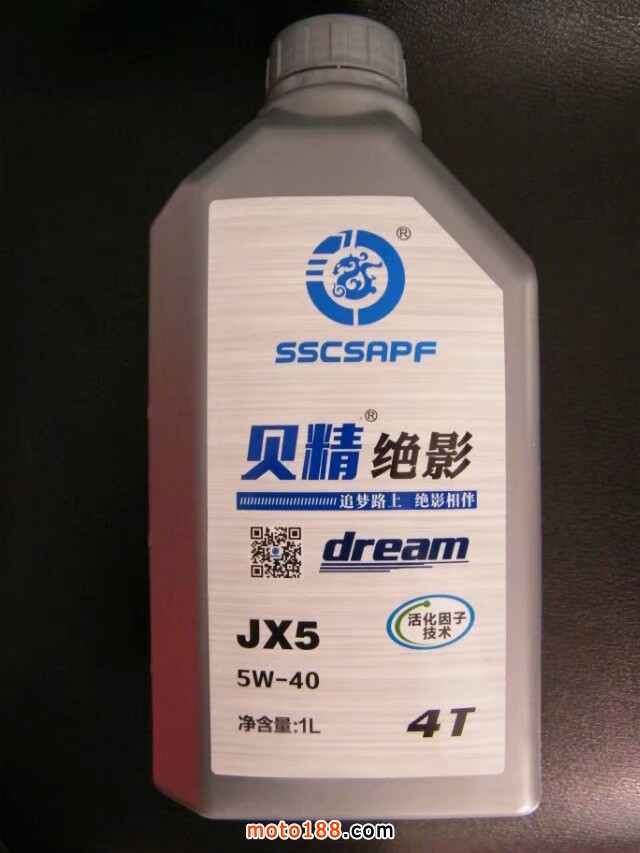 ®
SSCSAPF
贝精®绝影
追梦路上 绝影相伴
dream
活化因子
技术
JX5
5W-40
净含量:1L
4T
moto188.com